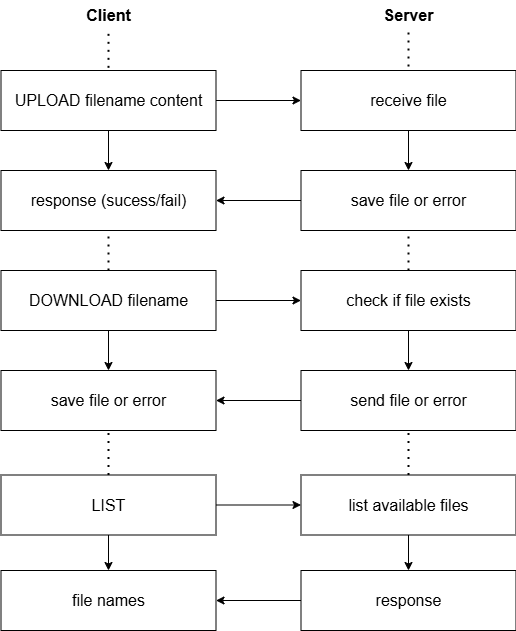 Client
Server
UPLOAD filename content
receive file
response (sucess/fail)
save file or error
DOWNLOAD filename
check if file exists
save file or error
send file or error
LIST
list available files
file names
response